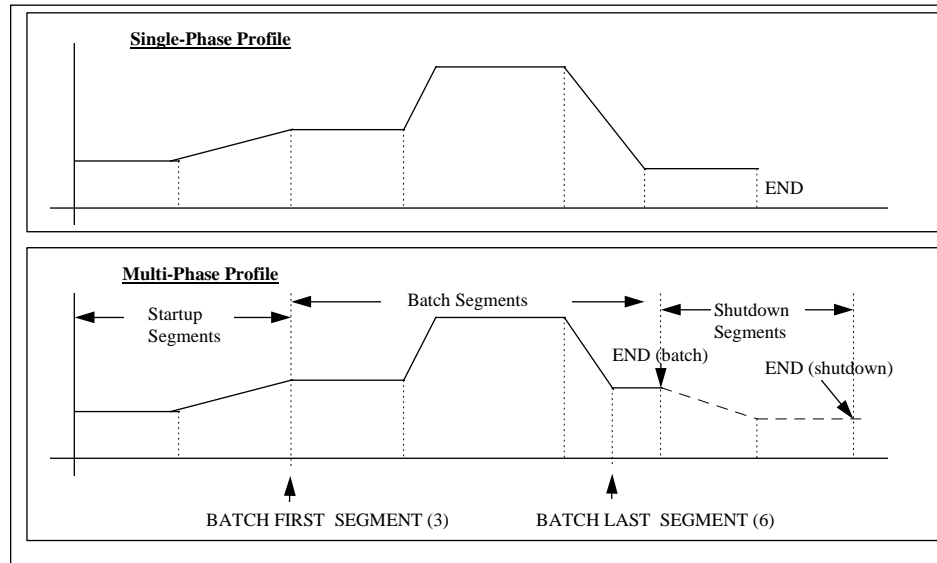 Single-Phase Profile
END
Multi-Phase Profile
Startup
Segments
Batch Segments
Shutdown
Segments
END (batch)
END (shutdown)
BATCH FIRST SEGMENT (3)
BATCH LAST SEGMENT (6)